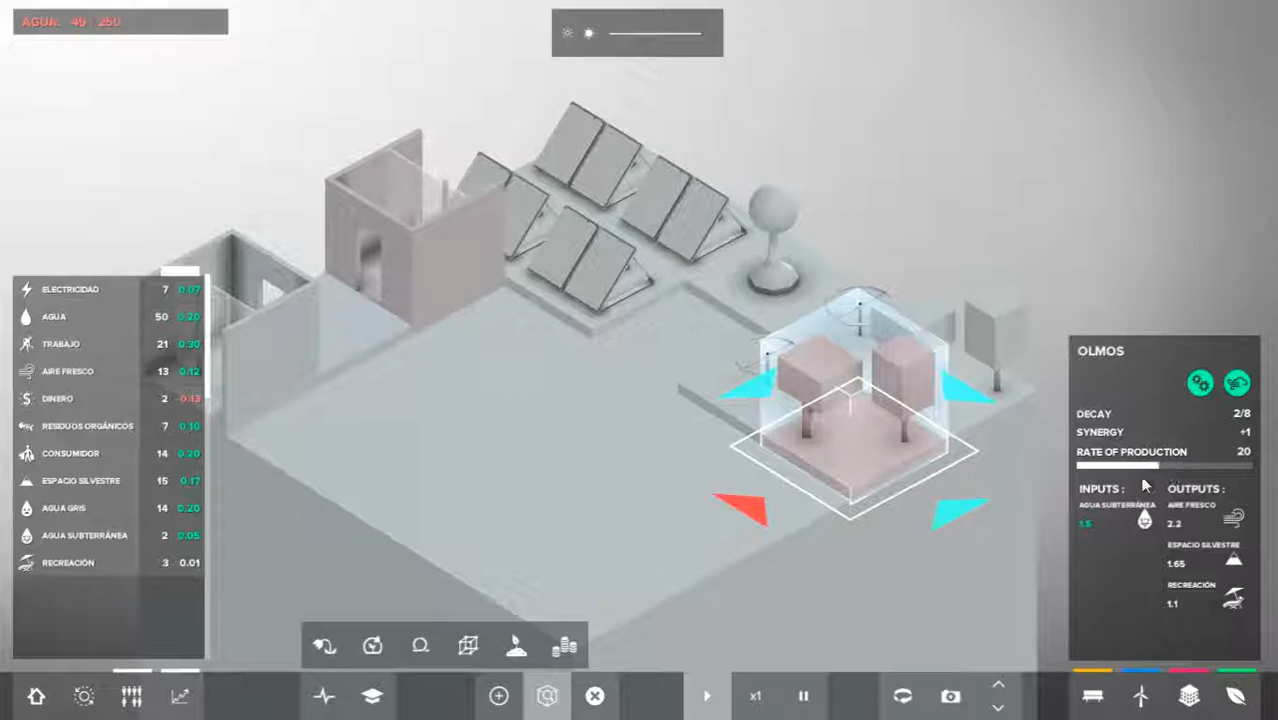 AGUA: 49 / 250
ELECTRICIDAD 7 0.07
AGUA 50 0.20
TRABAJO 21 0.30
AIRE FRESCO 13 0.12
DINERO 2 -0.13
RESIDUOS ORGÁNICOS 7 0.10
CONSUMIDOR 14 0.20
ESPACIO SILVESTRE 15 0.17
AGUA GRIS 14 0.20
AGUA SUBTERRÁNEA 2 0.05
RECREACIÓN 3 0.01
OLMOS
DECAY 2/8
SYNERGY +1
RATE OF PRODUCTION 20
INPUTS : OUTPUTS :
AGUA SUBTERRÁNEA AIRE FRESCO
1.5 2.2
ESPACIO SILVESTRE
1.65
RECREACIÓN
1.1
x1